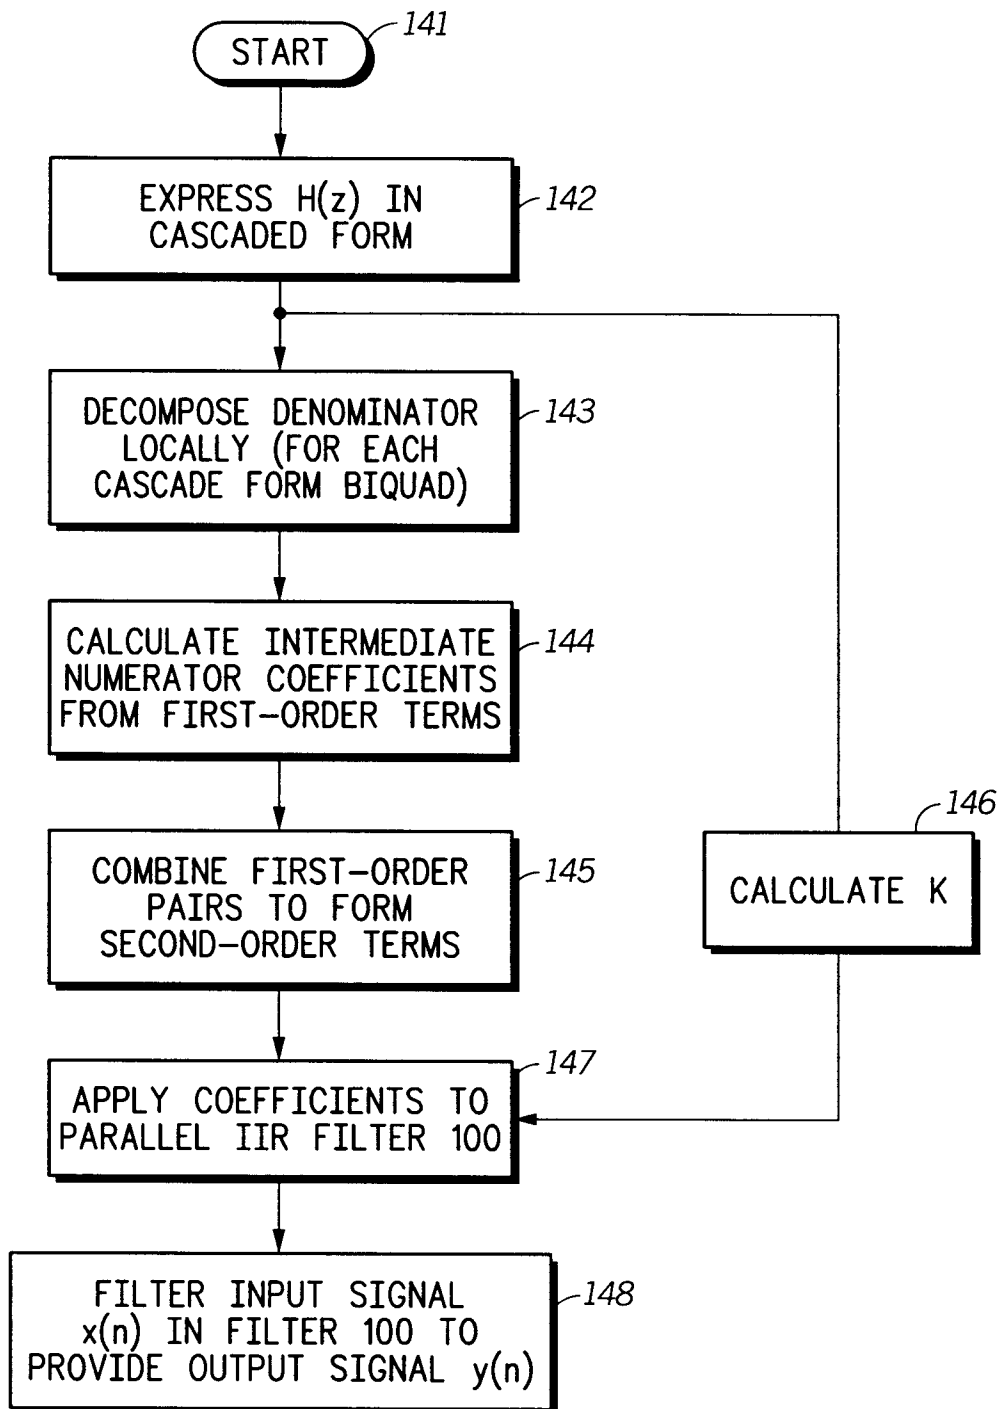 START
141
EXPRESS H(z) IN
CASCADED FORM
142
DECOMPOSE DENOMINATOR
LOCALLY (FOR EACH
CASCADE FORM BIQUAD)
143
CALCULATE INTERMEDIATE
NUMERATOR COEFFICIENTS
FROM FIRST-ORDER TERMS
144
COMBINE FIRST-ORDER
PAIRS TO FORM
SECOND-ORDER TERMS
145
CALCULATE K
146
APPLY COEFFICIENTS TO
PARALLEL IIR FILTER 100
147
FILTER INPUT SIGNAL
x(n) IN FILTER 100 TO
PROVIDE OUTPUT SIGNAL y(n)
148